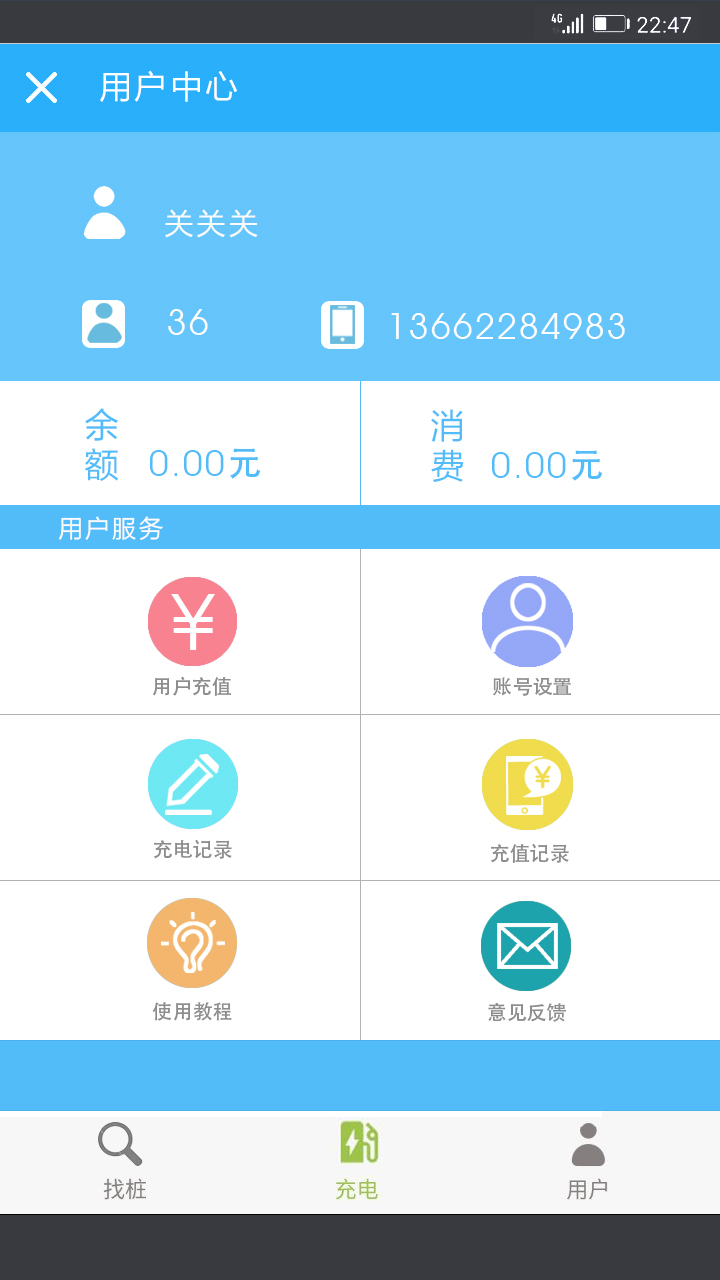 4G 22:47
用户中心
关关关
36 13662284983
余额 0.00元 消费 0.00元
用户服务
¥
用户充值 账号设置
¥
充电记录 充值记录
使用教程 意见反馈
找桩 充电 用户